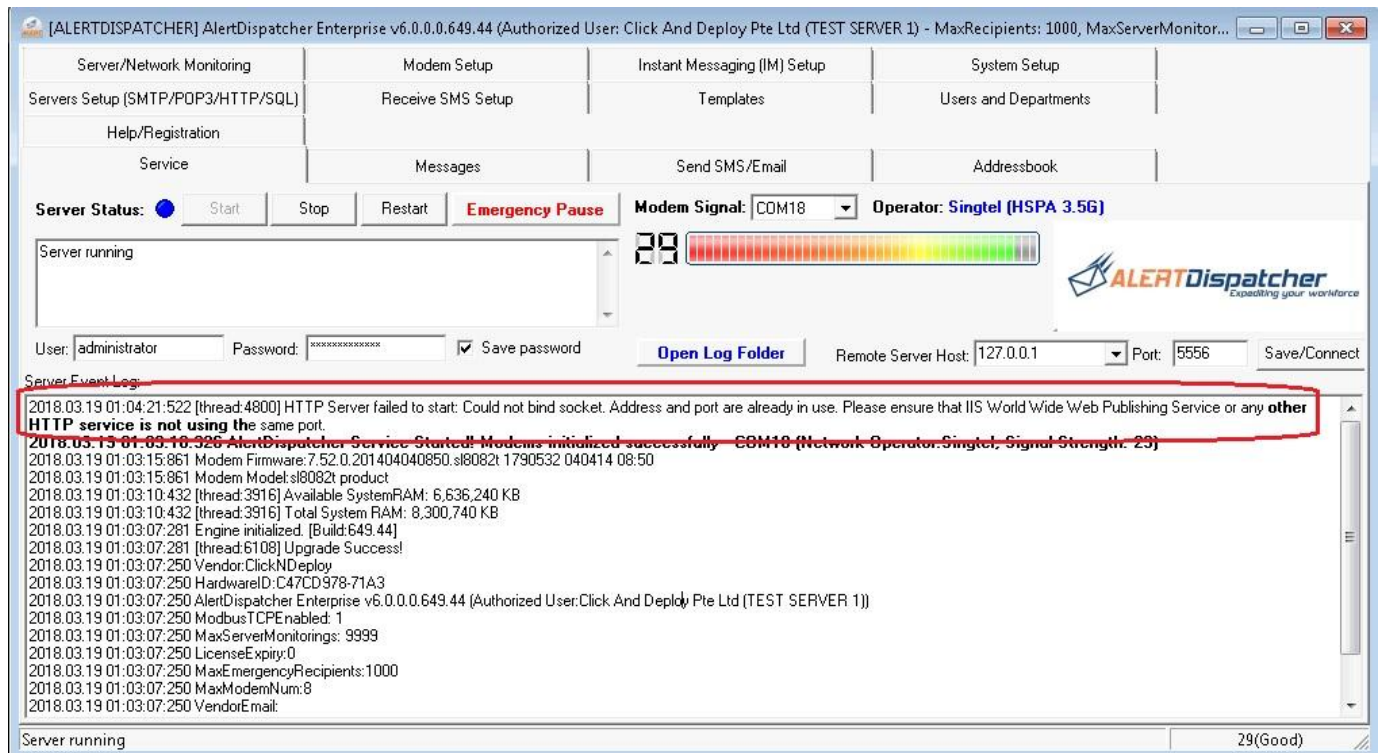 [ALERTDISPATCHER] AlertDispatcher Enterprise v6.0.0.0.649.44 (Authorized User: Click And Deploy Pte Ltd (TEST SERVER 1) - MaxRecipients: 1000, MaxServerMonitor...
Server/Network Monitoring Modem Setup Instant Messaging (IM) Setup System Setup
Servers Setup (SMTP/POP3/HTTP/SQL) Receive SMS Setup Templates Users and Departments
Help/Registration
Service Messages Send SMS/Email Addressbook
Server Status: Start Stop Restart Emergency Pause Modem Signal: COM18 Operator: Singtel (HSPA 3.5G)
Server running
29
ALERTDispatcher
Expediting your workforce
User: administrator Password: ************* Save password Open Log Folder Remote Server Host: 127.0.0.1 Port: 5556 Save/Connect
Server Event Log:
2018.03.19 01:04:21:522 [thread:4800] HTTP Server failed to start: Could not bind socket. Address and port are already in use. Please ensure that IIS World Wide Web Publishing Service or any other
HTTP service is not using the same port.
2018.03.19 01:03:18:326 AlertDispatcher Service Started! Modems initialized successfully - COM18 (Network Operator:Singtel, Signal Strength: 29)
2018.03.19 01:03:15:861 Modem Firmware:7.52.0.201404040850.sl8082t 1790532 040414 08:50
2018.03.19 01:03:15:861 Modem Model:sl8082t product
2018.03.19 01:03:10:432 [thread:3916] Available SystemRAM: 6,636,240 KB
2018.03.19 01:03:10:432 [thread:3916] Total System RAM: 8,300,740 KB
2018.03.19 01:03:07:281 Engine initialized. [Build:649.44]
2018.03.19 01:03:07:281 [thread:6108] Upgrade Success!
2018.03.19 01:03:07:250 Vendor:ClickNDeploy
2018.03.19 01:03:07:250 HardwareID:C47CD978-71A3
2018.03.19 01:03:07:250 AlertDispatcher Enterprise v6.0.0.0.649.44 (Authorized User:Click And Deploy Pte Ltd (TEST SERVER 1))
2018.03.19 01:03:07:250 ModbusTCPEnabled: 1
2018.03.19 01:03:07:250 MaxServerMonitorings: 9999
2018.03.19 01:03:07:250 LicenseExpiry:0
2018.03.19 01:03:07:250 MaxEmergencyRecipients:1000
2018.03.19 01:03:07:250 MaxModemNum:8
2018.03.19 01:03:07:250 VendorEmail:
Server running 29(Good)